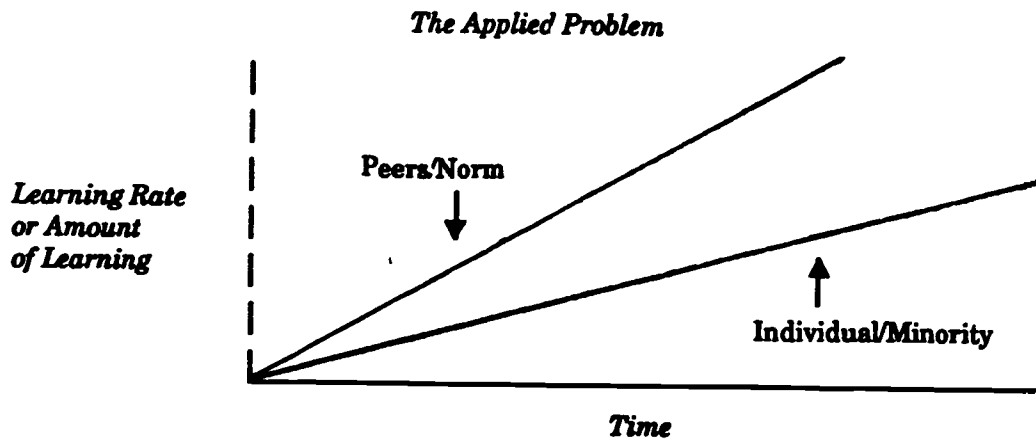 The Applied Problem
Peers/Norm
Learning Rate
or Amount
of Learning
Individual/Minority
Time